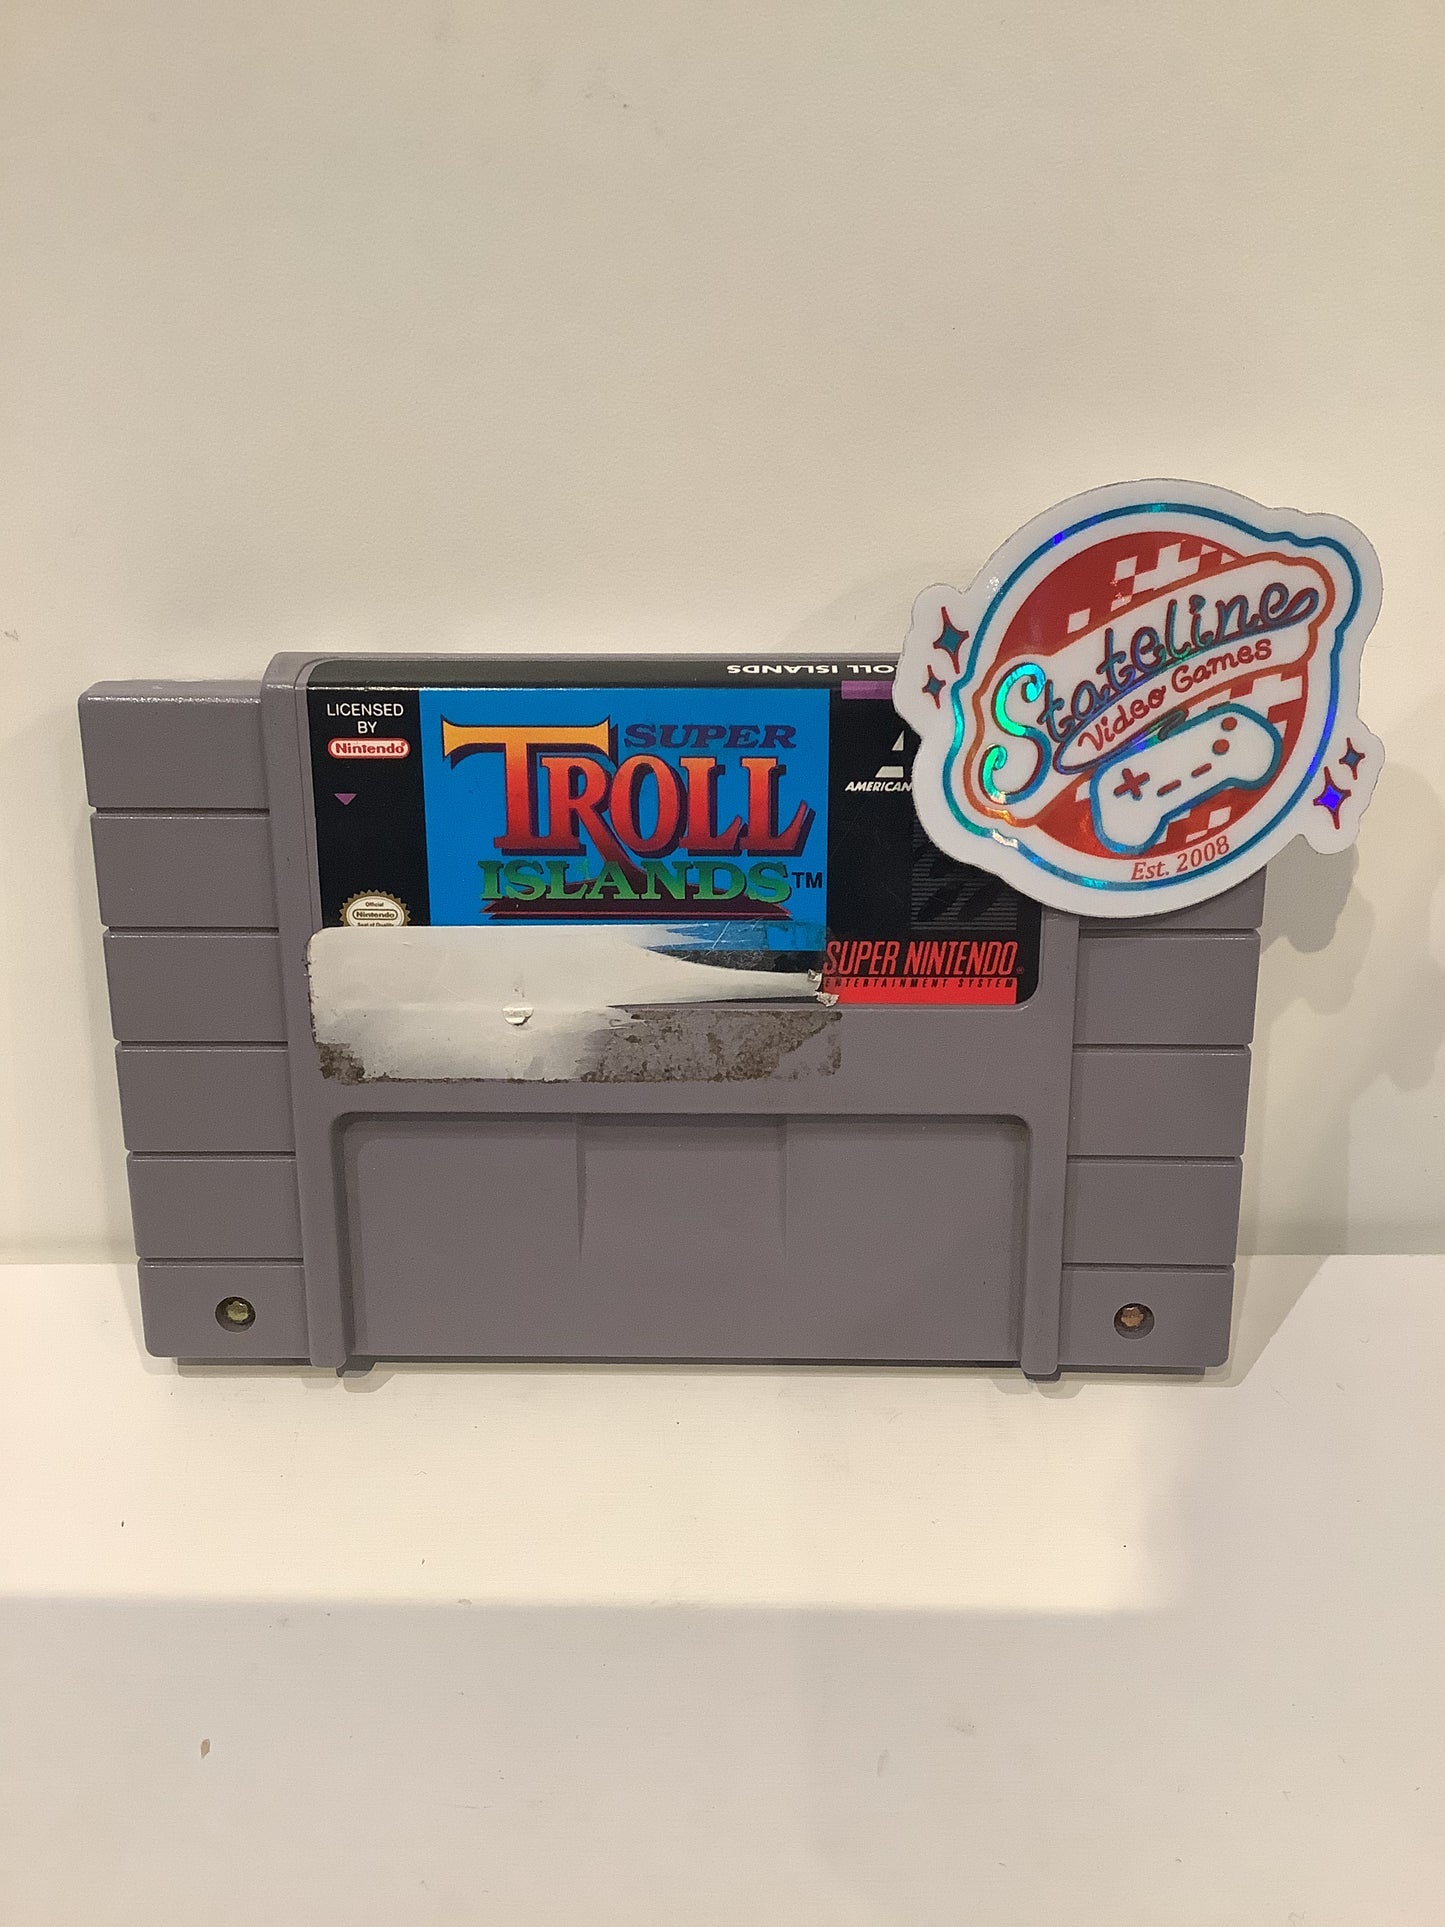 OLL ISLANDS
LICENSED
BY
Nintendo
SUPER
TROLL
ISLANDS™
AMERICAN
Official
Nintendo
Seal of Quality
SUPER NINTENDO®
ENTERTAINMENT SYSTEM
Stateline
Video Games
Est. 2008